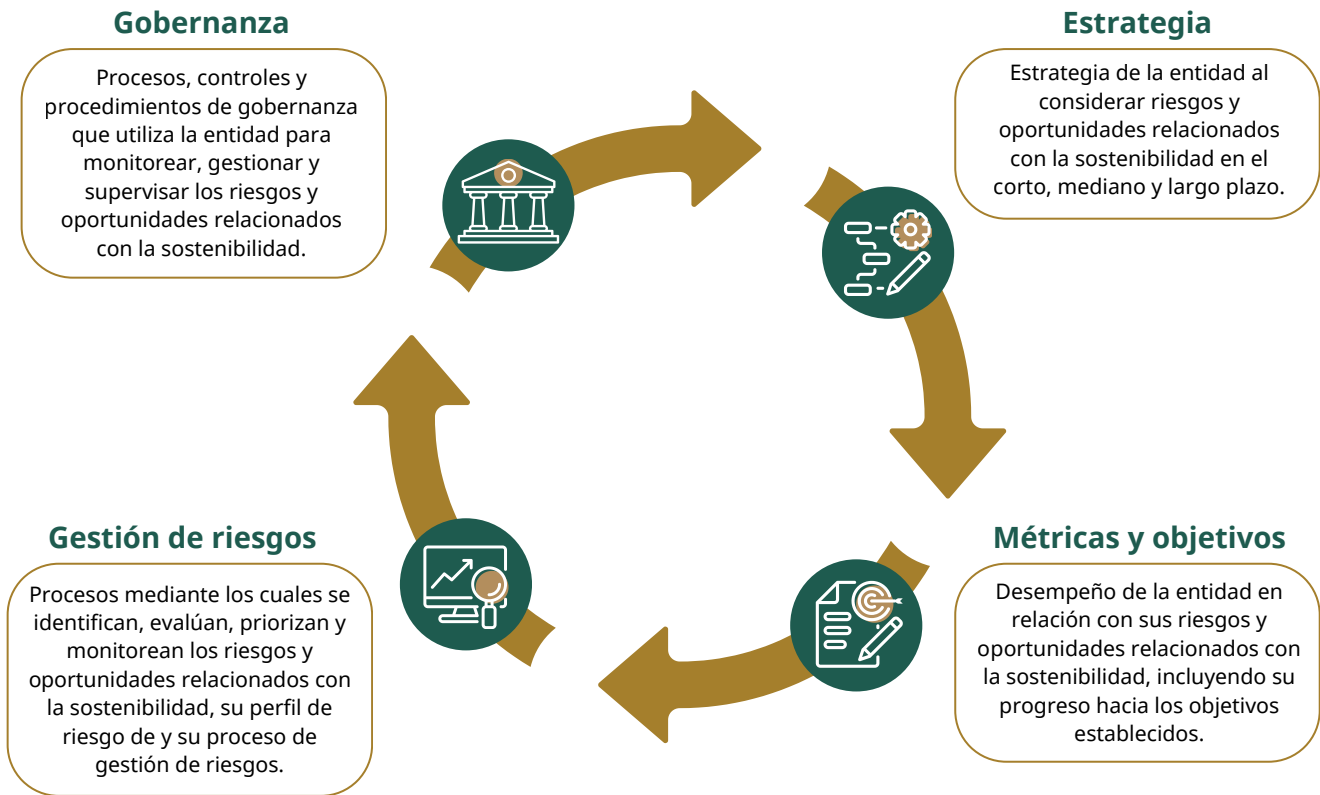 Gobernanza
Procesos, controles y
procedimientos de gobernanza
que utiliza la entidad para
monitorear, gestionar y
supervisar los riesgos y
oportunidades relacionados
con la sostenibilidad.
Estrategia
Estrategia de la entidad al
considerar riesgos y
oportunidades relacionados
con la sostenibilidad en el
corto, mediano y largo plazo.
Gestión de riesgos
Procesos mediante los cuales se
identifican, evalúan, priorizan y
monitorean los riesgos y
oportunidades relacionados con
la sostenibilidad, su perfil de
riesgo de y su proceso de
gestión de riesgos.
Métricas y objetivos
Desempeño de la entidad en
relación con sus riesgos y
oportunidades relacionados con
la sostenibilidad, incluyendo su
progreso hacia los objetivos
establecidos.